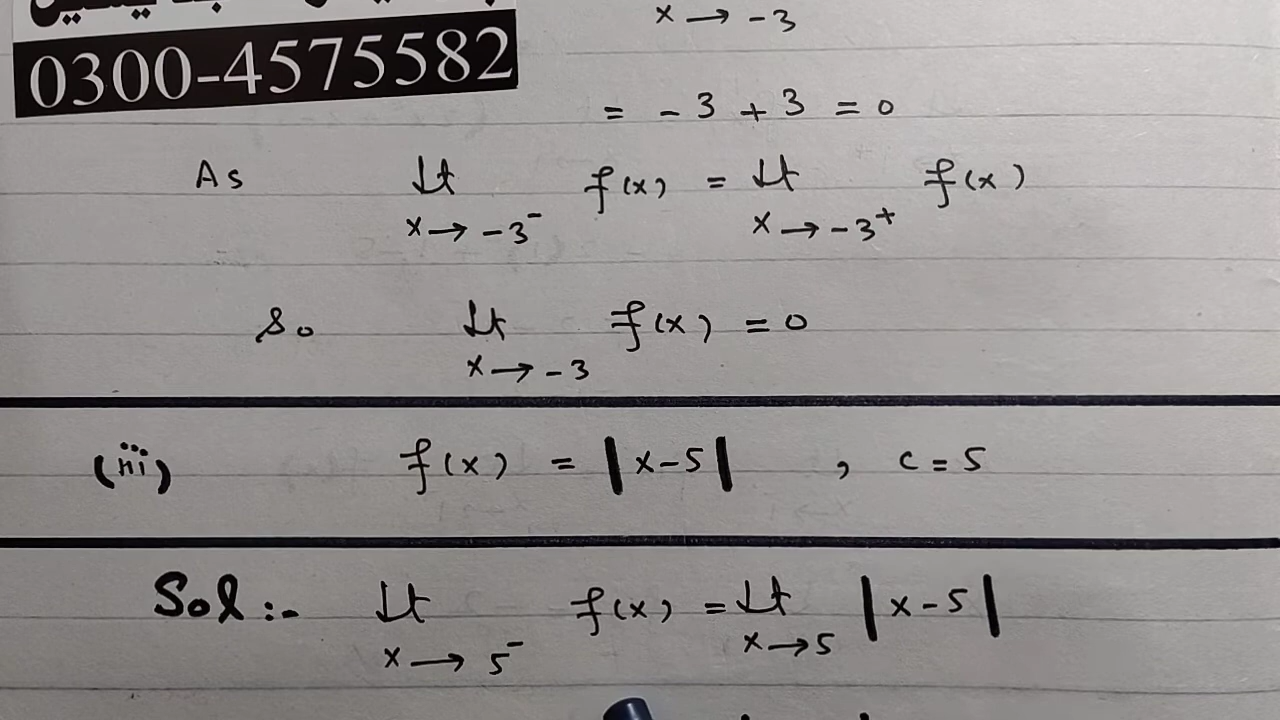 x → -3
0300-4575582
= -3 + 3 = 0
As Lt f(x) = Lt f(x)
x → -3⁻ x → -3⁺
So Lt f(x) = 0
x → -3
(iii) f(x) = |x-5| , c = 5
Sol:- Lt f(x) = Lt |x-5|
x → 5⁻ x → 5